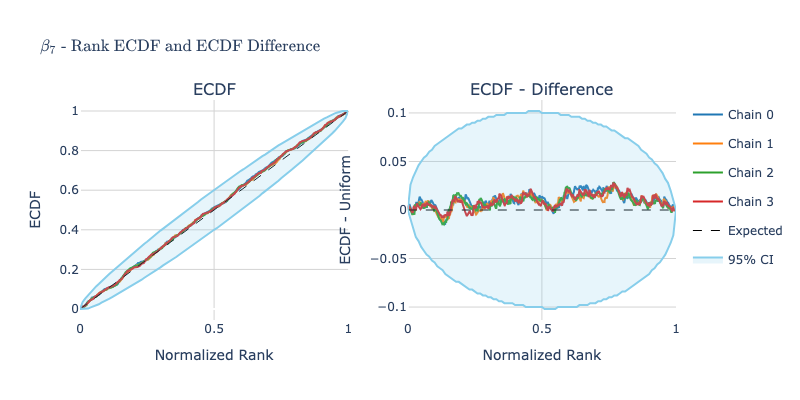 β₇ - Rank ECDF and ECDF Difference
ECDF
ECDF - Difference
ECDF
1
0.8
0.6
0.4
0.2
0
0
0.5
1
Normalized Rank
ECDF - Uniform
0.1
0.05
0
−0.05
−0.1
0
0.5
1
Normalized Rank
Chain 0
Chain 1
Chain 2
Chain 3
Expected
95% CI